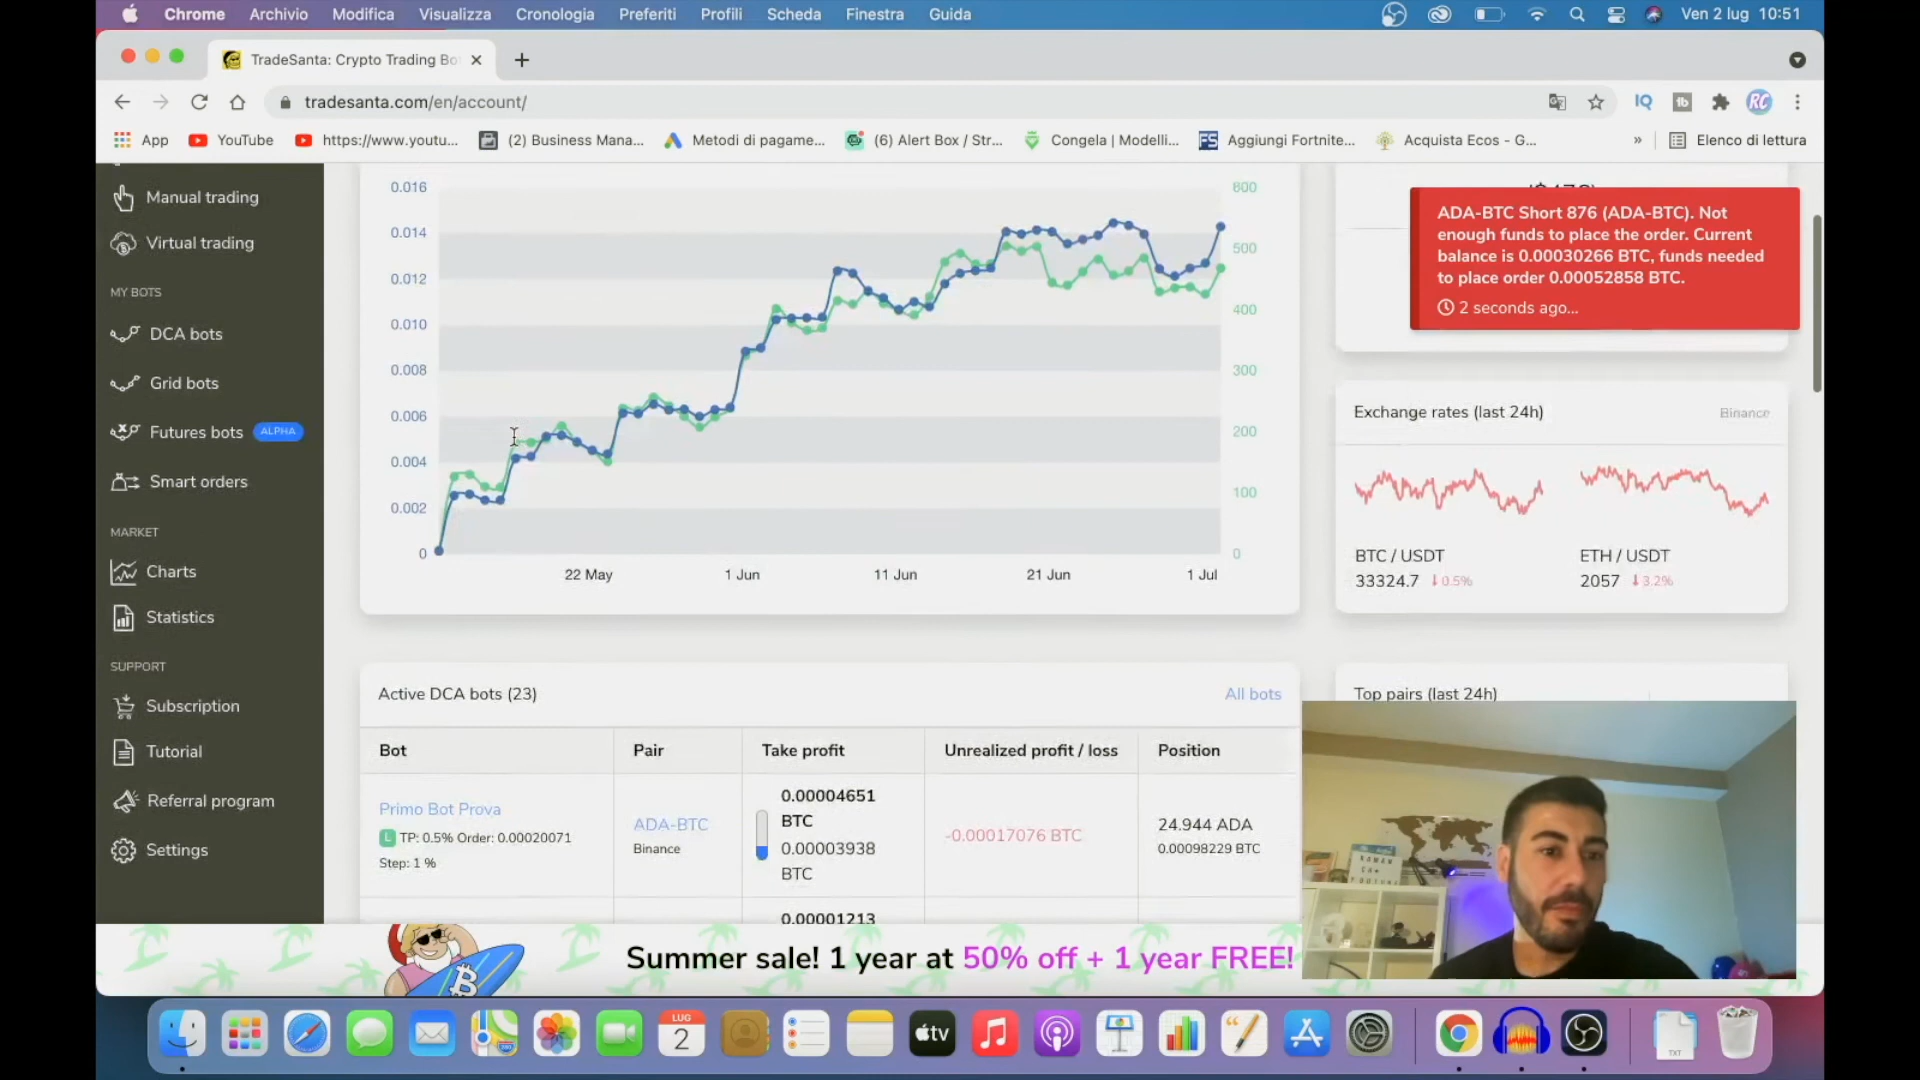 Chrome Archivio Modifica Visualizza Cronologia Preferiti Profili Scheda Finestra Guida Ven 2 lug 10:51
TradeSanta: Crypto Trading Bo
tradesanta.com/en/account/
App YouTube https://www.youtu... (2) Business Mana... Metodi di pagame... (6) Alert Box / Str... Congela | Modelli... Aggiungi Fortnite... Acquista Ecos - G... » Elenco di lettura
Manual trading
Virtual trading
MY BOTS
DCA bots
Grid bots
Futures bots ALPHA
Smart orders
MARKET
Charts
Statistics
SUPPORT
Subscription
Tutorial
Referral program
Settings
0.016 800
0.014
500
0.012
400
0.010
0.008 300
0.006
200
0.004
100
0.002
0 0
22 May 1 Jun 11 Jun 21 Jun 1 Jul
ADA-BTC Short 876 (ADA-BTC). Not
enough funds to place the order. Current
balance is 0.00030266 BTC, funds needed
to place order 0.00052858 BTC.
2 seconds ago...
Exchange rates (last 24h) Binance
BTC / USDT ETH / USDT
33324.7 ↓0.5% 2057 ↓3.2%
Active DCA bots (23) All bots
Top pairs (last 24h)
Bot Pair Take profit Unrealized profit / loss Position
Primo Bot Prova
L TP: 0.5% Order: 0.00020071
Step: 1 %
ADA-BTC
Binance
0.00004651
BTC
0.00003938
BTC
-0.00017076 BTC
24.944 ADA
0.00098229 BTC
0.00001213
Summer sale! 1 year at 50% off + 1 year FREE!
LUG
2
tv
TXT